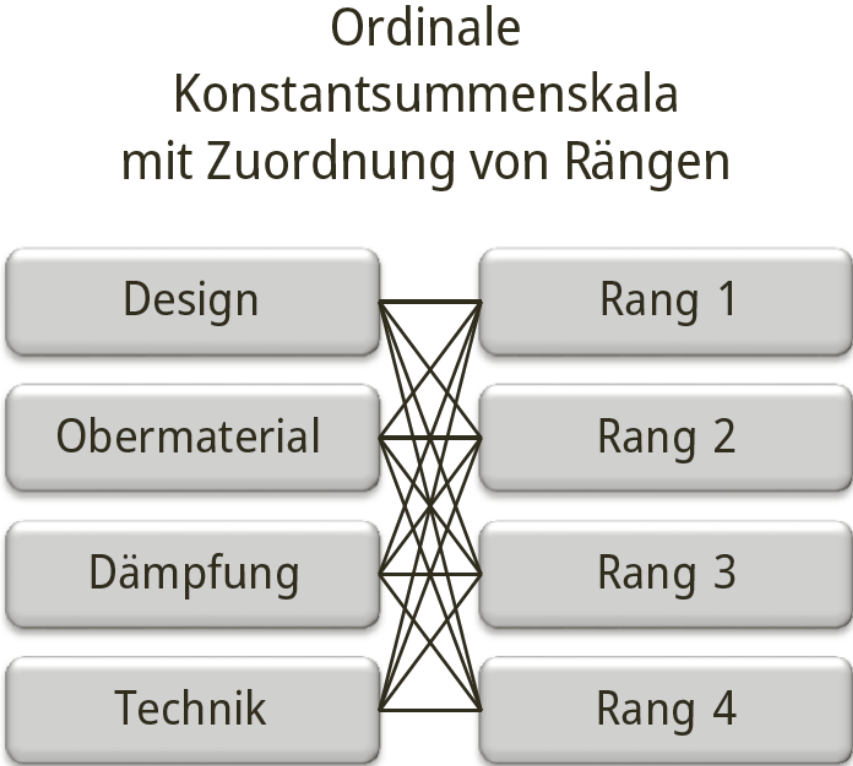 Ordinale
Konstantsummenskala
mit Zuordnung von Rängen
Design
Rang 1
Obermaterial
Rang 2
Dämpfung
Rang 3
Technik
Rang 4